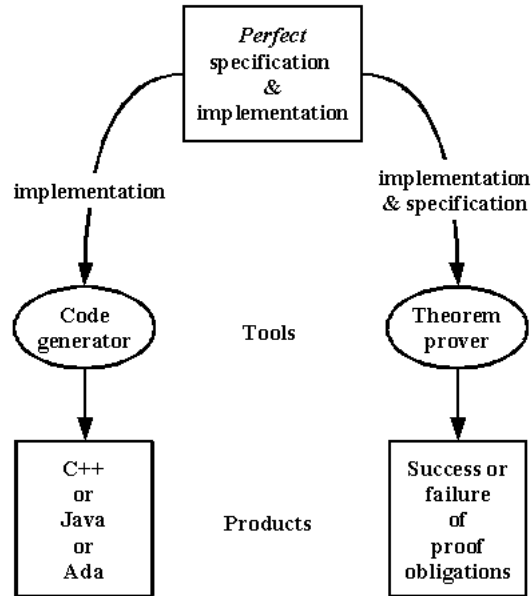 Perfect
specification
&
implementation
implementation
implementation
& specification
Code
generator
Tools
Theorem
prover
C++
or
Java
or
Ada
Products
Success or
failure
of
proof
obligations